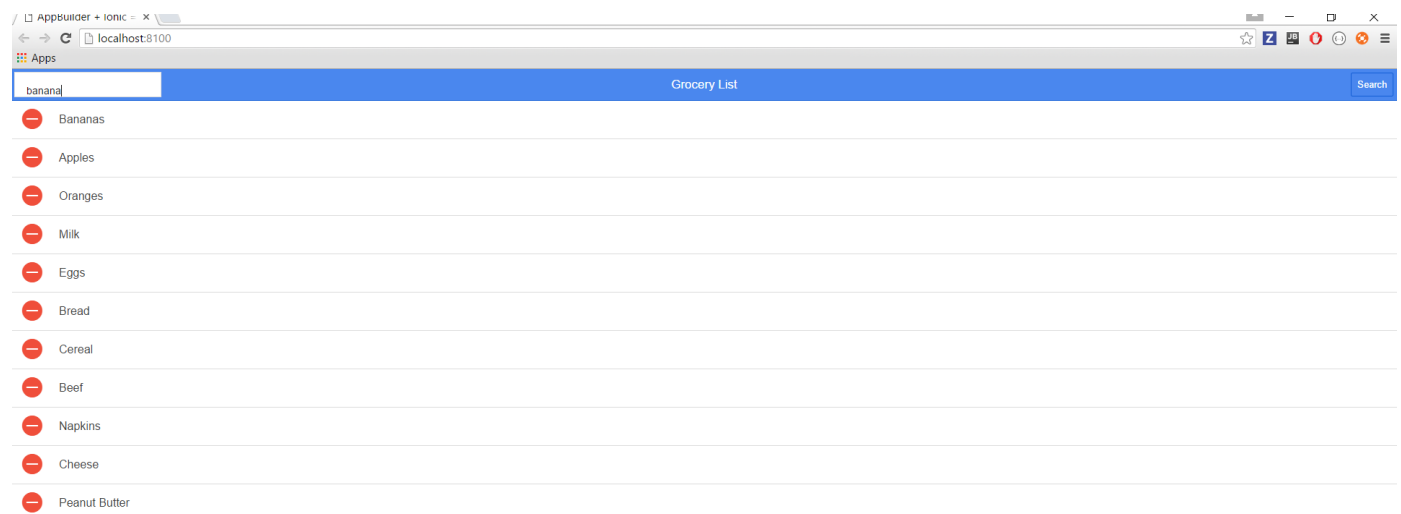 AppBuilder + Ionic =
localhost:8100
Apps
banana Grocery List Search
Bananas
Apples
Oranges
Milk
Eggs
Bread
Cereal
Beef
Napkins
Cheese
Peanut Butter